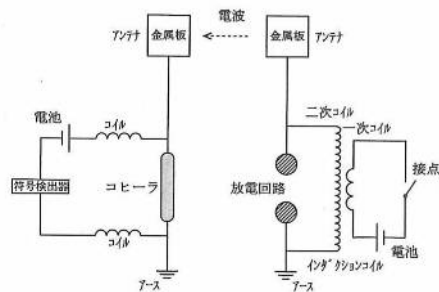 電波
アンテナ
金属板
金属板
アンテナ
電池
コイル
二次コイル
一次コイル
接点
符号検出器
コヒーラ
放電回路
コイル
電池
インダクションコイル
アース
アース